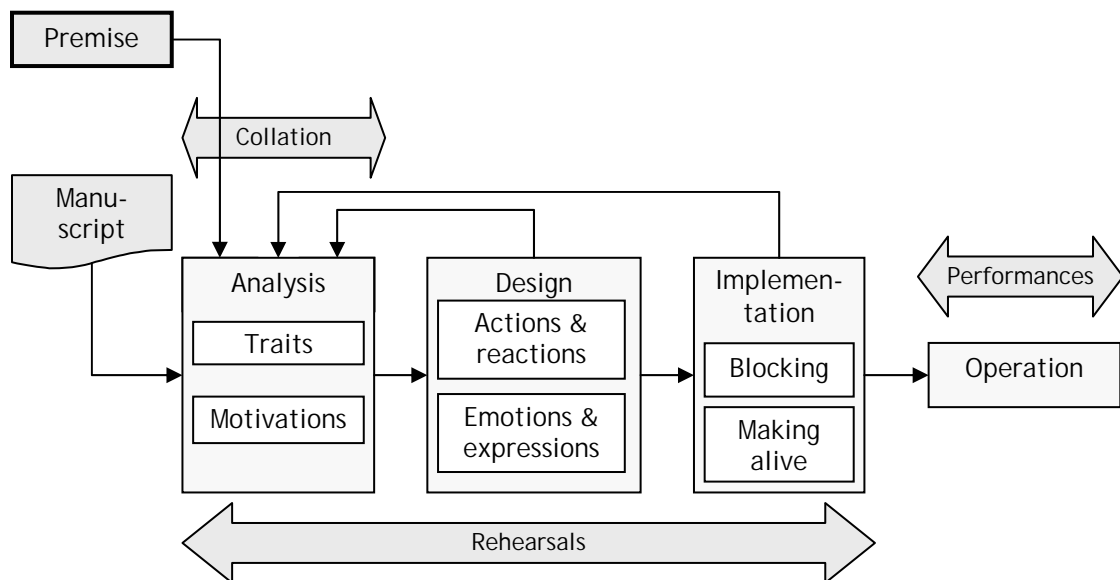 Premise
Collation
Manu-
script
Analysis
Traits
Motivations
Design
Actions &
reactions
Emotions &
expressions
Implemen-
tation
Blocking
Making
alive
Performances
Operation
Rehearsals